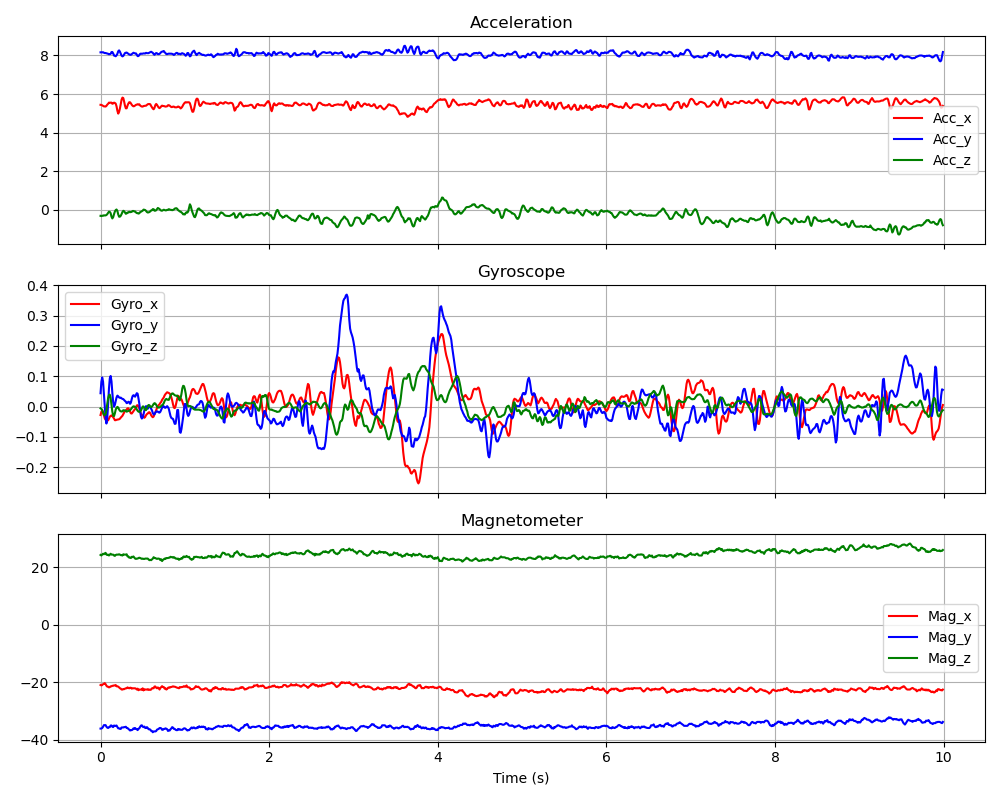 Acceleration
8
6
4
2
0
Acc_x
Acc_y
Acc_z
Gyroscope
0.4
0.3
0.2
0.1
0.0
−0.1
−0.2
Gyro_x
Gyro_y
Gyro_z
Magnetometer
20
0
−20
−40
Mag_x
Mag_y
Mag_z
0 2 4 6 8 10
Time (s)